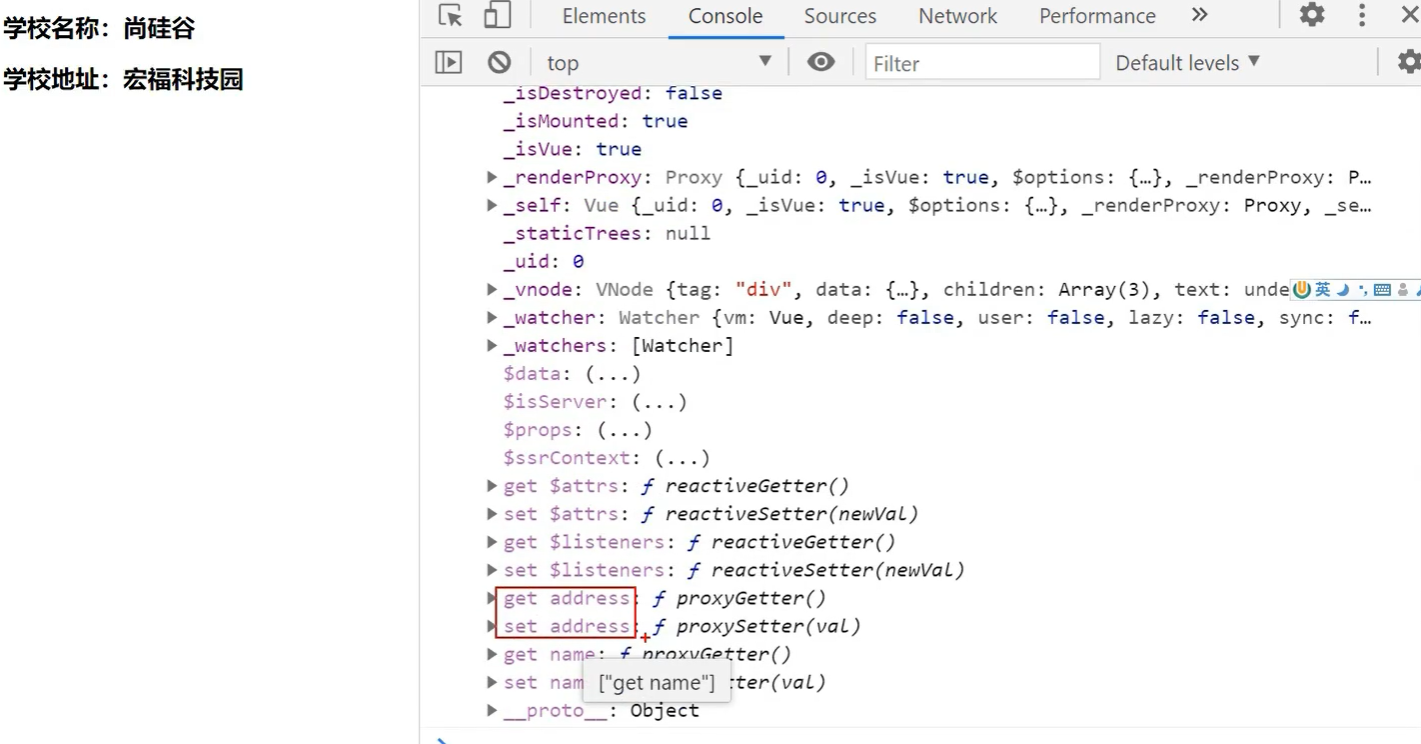 学校名称：尚硅谷
学校地址：宏福科技园
Elements Console Sources Network Performance
top Filter Default levels
_isDestroyed: false
_isMounted: true
_isVue: true
_renderProxy: Proxy {_uid: 0, _isVue: true, $options: {…}, _renderProxy: P…
_self: Vue {_uid: 0, _isVue: true, $options: {…}, _renderProxy: Proxy, _se…
_staticTrees: null
_uid: 0
_vnode: VNode {tag: "div", data: {…}, children: Array(3), text: unde
英
_watcher: Watcher {vm: Vue, deep: false, user: false, lazy: false, sync: f…
_watchers: [Watcher]
$data: (...)
$isServer: (...)
$props: (...)
$ssrContext: (...)
get $attrs: ƒ reactiveGetter()
set $attrs: ƒ reactiveSetter(newVal)
get $listeners: ƒ reactiveGetter()
set $listeners: ƒ reactiveSetter(newVal)
get address: ƒ proxyGetter()
set address: ƒ proxySetter(val)
get name: ƒ proxyGetter()
set nam ["get name"] tter(val)
__proto__: Object